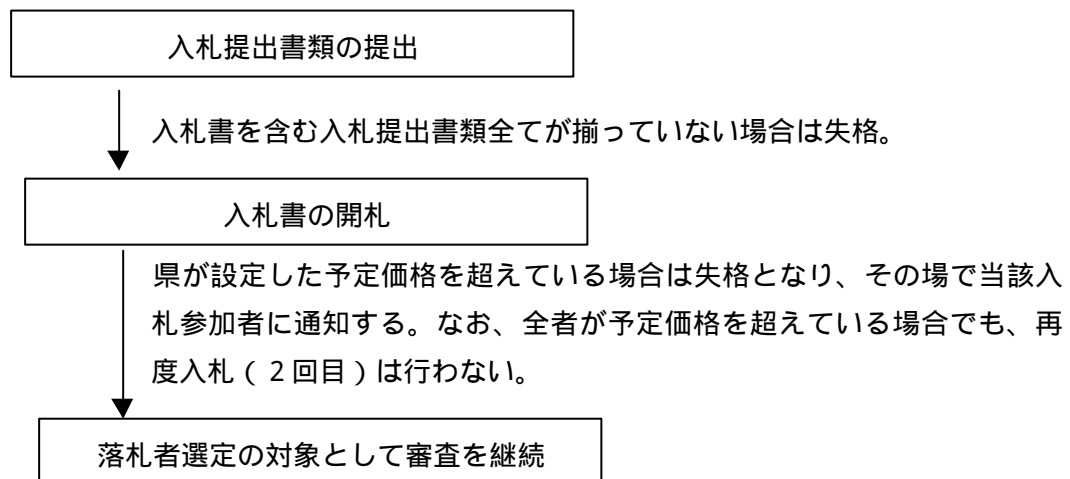 入札提出書類の提出
入札書を含む入札提出書類全てが揃っていない場合は失格。
入札書の開札
県が設定した予定価格を超えている場合は失格となり、その場で当該入
札参加者に通知する。なお、全者が予定価格を超えている場合でも、再
度入札（２回目）は行わない。
落札者選定の対象として審査を継続